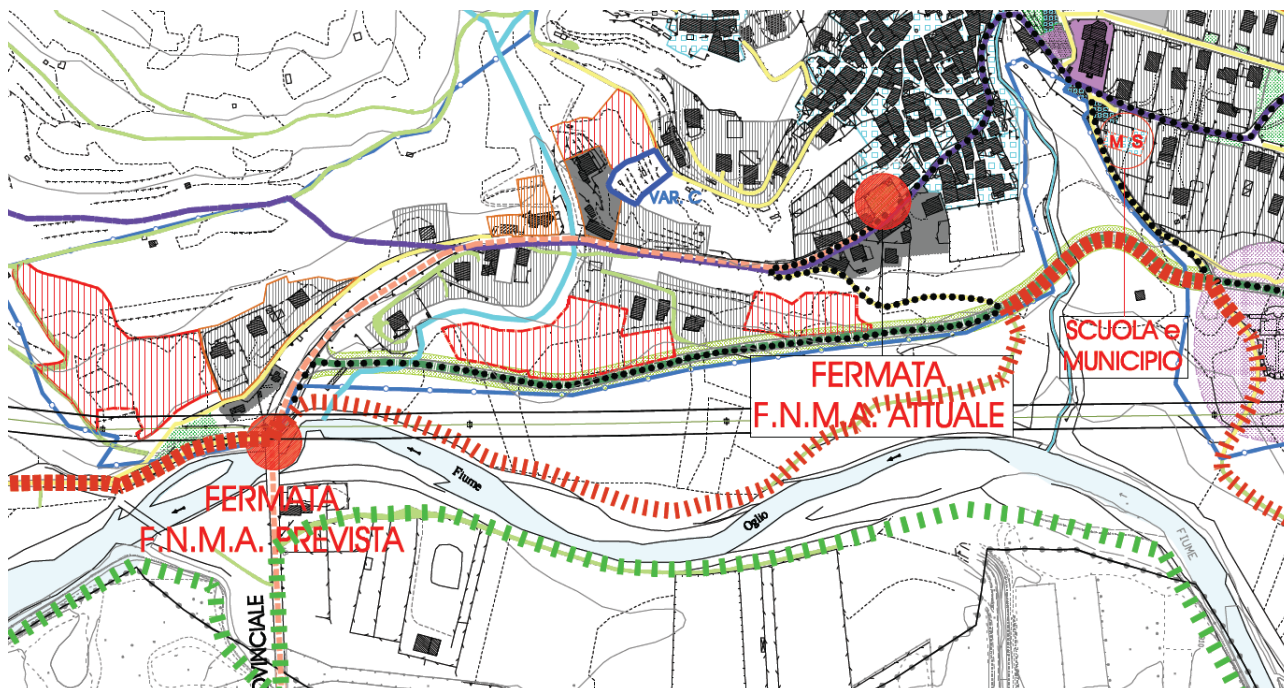 M S
VAR. C
SCUOLA e
MUNICIPIO
FERMATA
F.N.M.A. ATTUALE
Fiume
Oglio
FIUME
FERMATA
F.N.M.A. PREVISTA
OVINCIALE